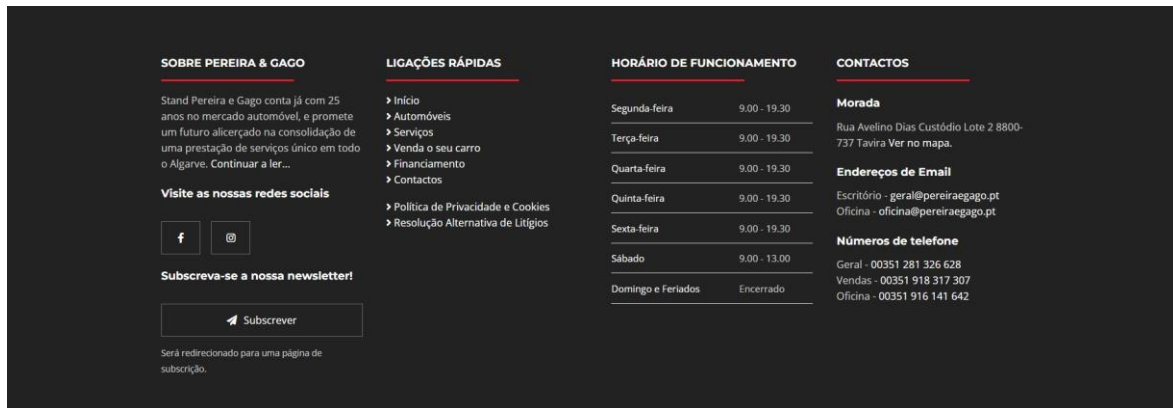 SOBRE PEREIRA & GAGO
Stand Pereira e Gago conta já com 25
anos no mercado automóvel, e promete
um futuro alicerçado na consolidação de
uma prestação de serviços único em todo
o Algarve. Continuar a ler...
Visite as nossas redes sociais
Subscreva-se a nossa newsletter!
Subscrever
Será redirecionado para uma página de
subscrição.
LIGAÇÕES RÁPIDAS
Início
Automóveis
Serviços
Venda o seu carro
Financiamento
Contactos
Política de Privacidade e Cookies
Resolução Alternativa de Litígios
HORÁRIO DE FUNCIONAMENTO
Segunda-feira 9.00 - 19.30
Terça-feira 9.00 - 19.30
Quarta-feira 9.00 - 19.30
Quinta-feira 9.00 - 19.30
Sexta-feira 9.00 - 19.30
Sábado 9.00 - 13.00
Domingo e Feriados Encerrado
CONTACTOS
Morada
Rua Avelino Dias Custódio Lote 2 8800-
737 Tavira Ver no mapa.
Endereços de Email
Escritório - geral@pereiraegago.pt
Oficina - oficina@pereiraegago.pt
Números de telefone
Geral - 00351 281 326 628
Vendas - 00351 918 317 307
Oficina - 00351 916 141 642